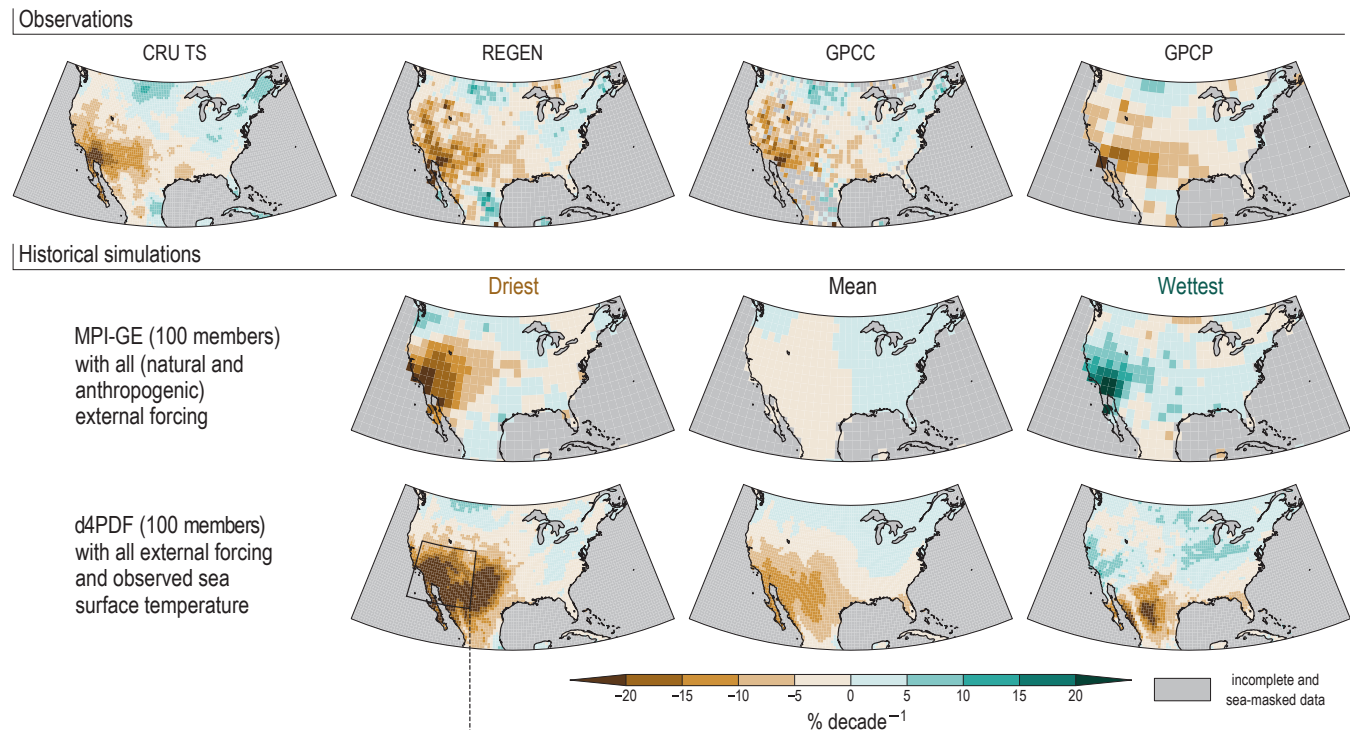 Observations
CRU TS
REGEN
GPCC
GPCP
Historical simulations
Driest
Mean
Wettest
MPI-GE (100 members)
with all (natural and
anthropogenic)
external forcing
d4PDF (100 members)
with all external forcing
and observed sea
surface temperature
−20 −15 −10 −5 0 5 10 15 20
% decade⁻¹
incomplete and
sea-masked data